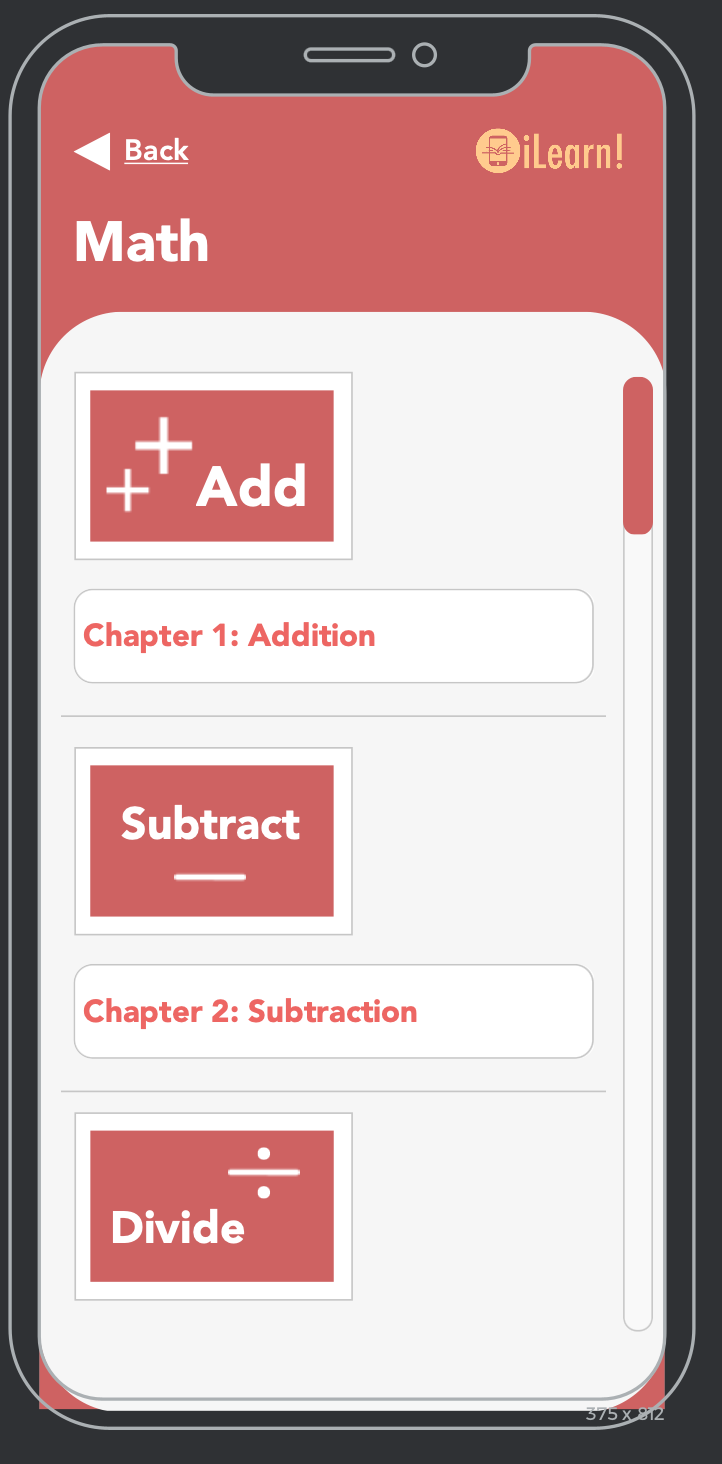 Back
iLearn!
Math
Add
Chapter 1: Addition
Subtract
Chapter 2: Subtraction
Divide
375 x 812